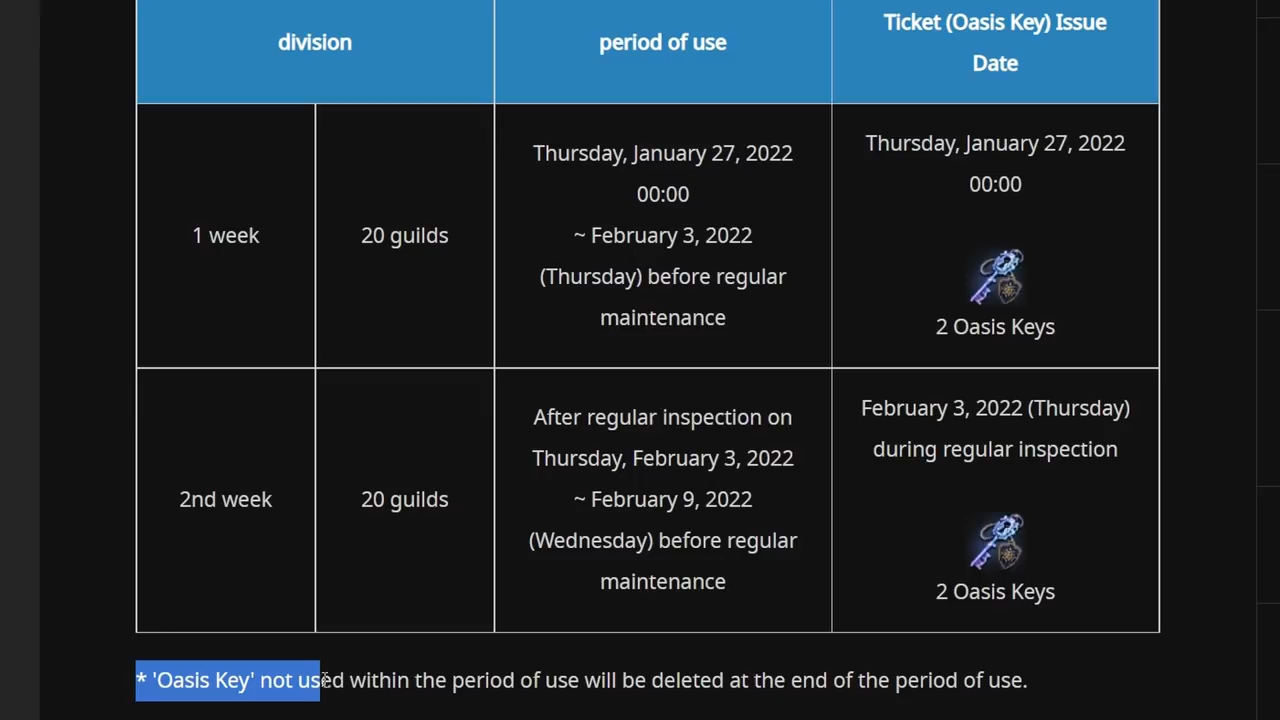 division
period of use
Ticket (Oasis Key) Issue
Date
1 week
20 guilds
Thursday, January 27, 2022
00:00
~ February 3, 2022
(Thursday) before regular
maintenance
Thursday, January 27, 2022
00:00
2 Oasis Keys
2nd week
20 guilds
After regular inspection on
Thursday, February 3, 2022
~ February 9, 2022
(Wednesday) before regular
maintenance
February 3, 2022 (Thursday)
during regular inspection
2 Oasis Keys
* 'Oasis Key' not used within the period of use will be deleted at the end of the period of use.